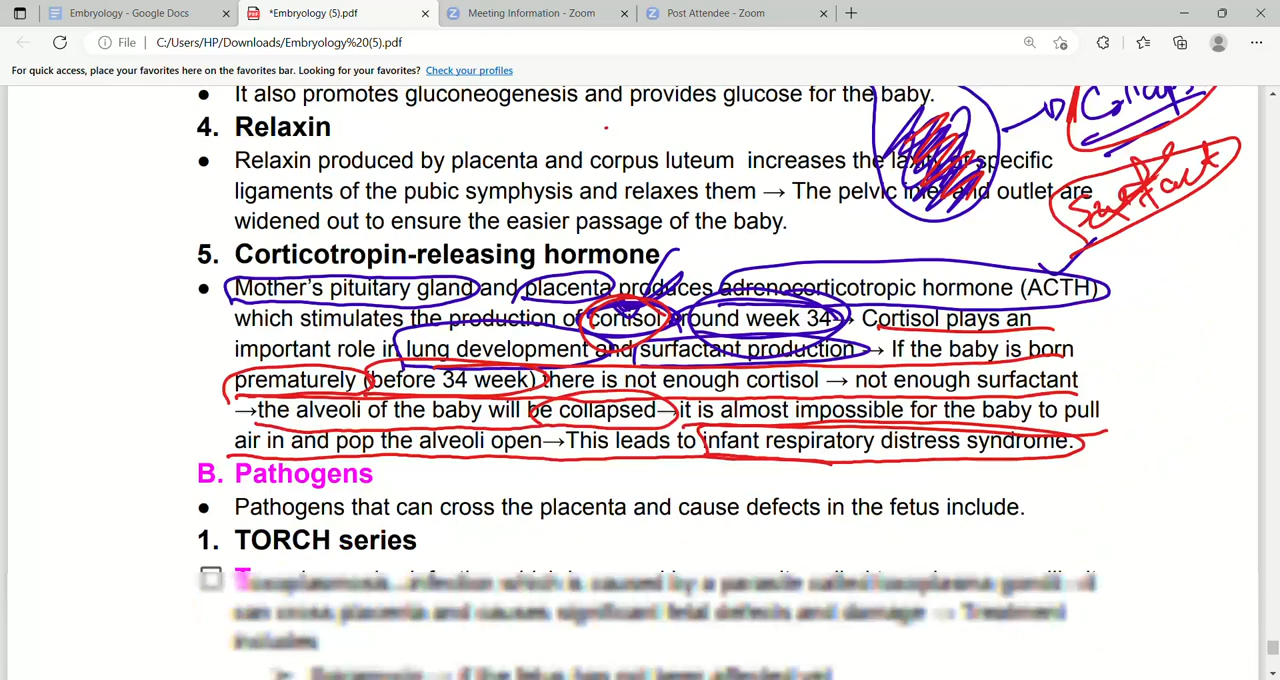 Embryology - Google Docs
*Embryology (5).pdf
Meeting Information - Zoom
Post Attendee - Zoom
File
C:/Users/HP/Downloads/Embryology%20(5).pdf
For quick access, place your favorites here on the favorites bar. Looking for your favorites? Check your profiles
● It also promotes gluconeogenesis and provides glucose for the baby.
4. Relaxin
● Relaxin produced by placenta and corpus luteum increases the laxity of specific
ligaments of the pubic symphysis and relaxes them → The pelvic inlet and outlet are
widened out to ensure the easier passage of the baby.
Surfact
5. Corticotropin-releasing hormone
● Mother's pituitary gland and placenta produces adrenocorticotropic hormone (ACTH)
which stimulates the production of cortisol around week 34→ Cortisol plays an
important role in lung development and surfactant production → If the baby is born
prematurely (before 34 week) there is not enough cortisol → not enough surfactant
→the alveoli of the baby will be collapsed→it is almost impossible for the baby to pull
air in and pop the alveoli open→This leads to infant respiratory distress syndrome.
B. Pathogens
● Pathogens that can cross the placenta and cause defects in the fetus include.
1. TORCH series